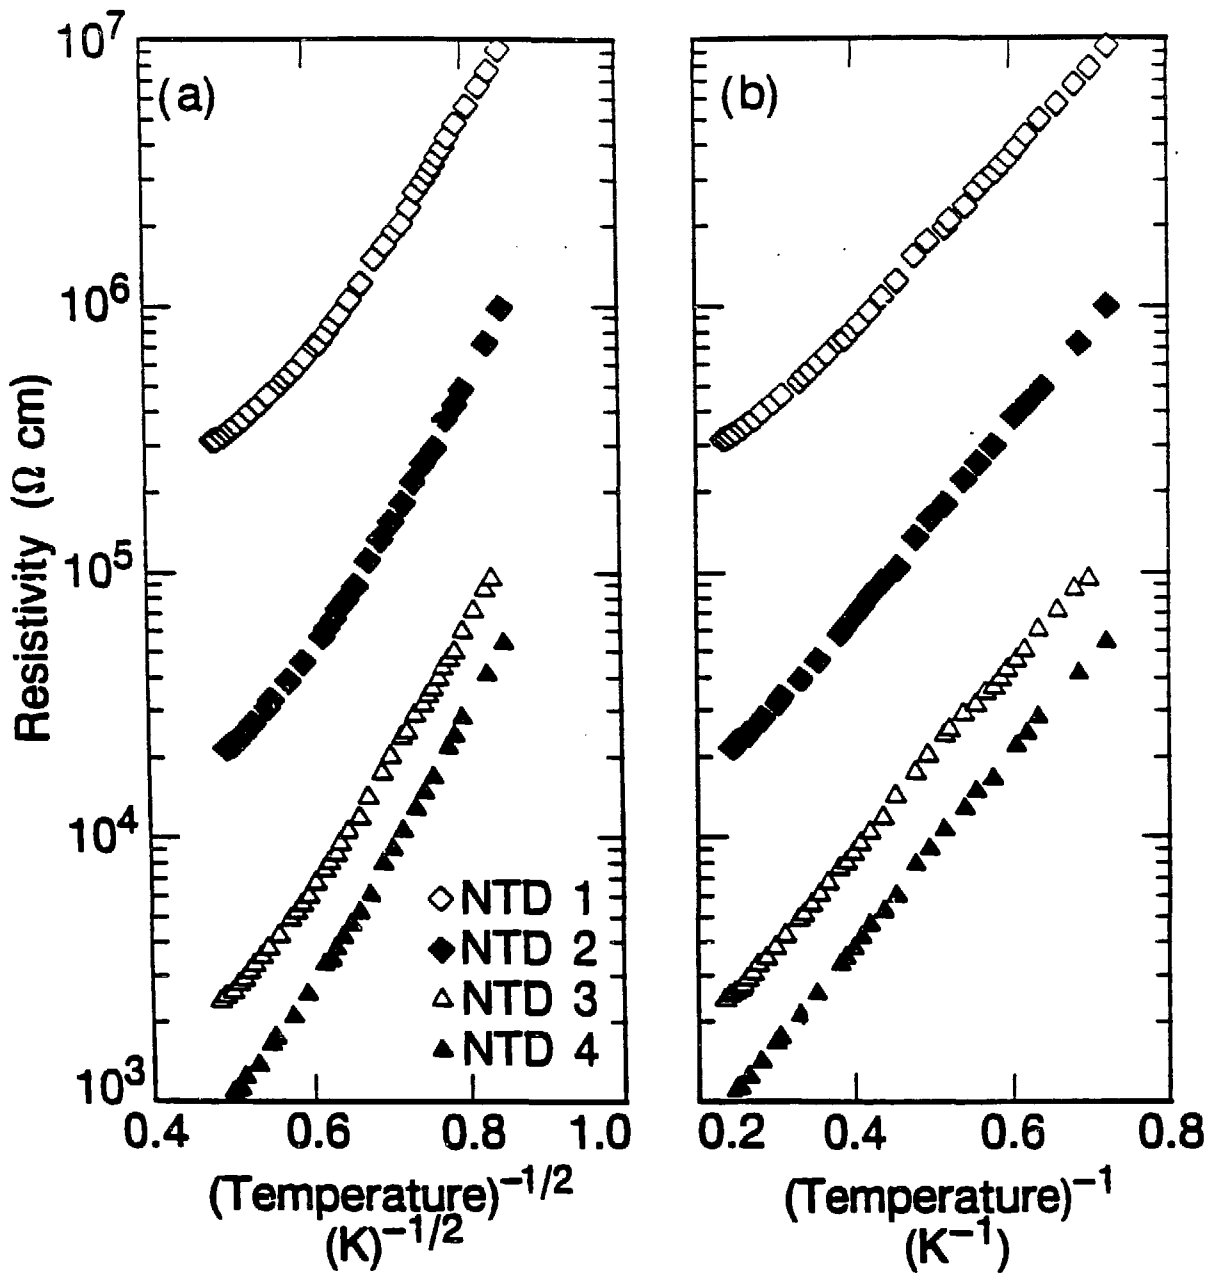 (a)
(b)
10⁷
10⁶
10⁵
10⁴
10³
Resistivity (Ω cm)
◇ NTD 1
◆ NTD 2
△ NTD 3
▲ NTD 4
0.4 0.6 0.8 1.0
0.2 0.4 0.6 0.8
(Temperature)⁻¹/²
(K)⁻¹/²
(Temperature)⁻¹
(K⁻¹)